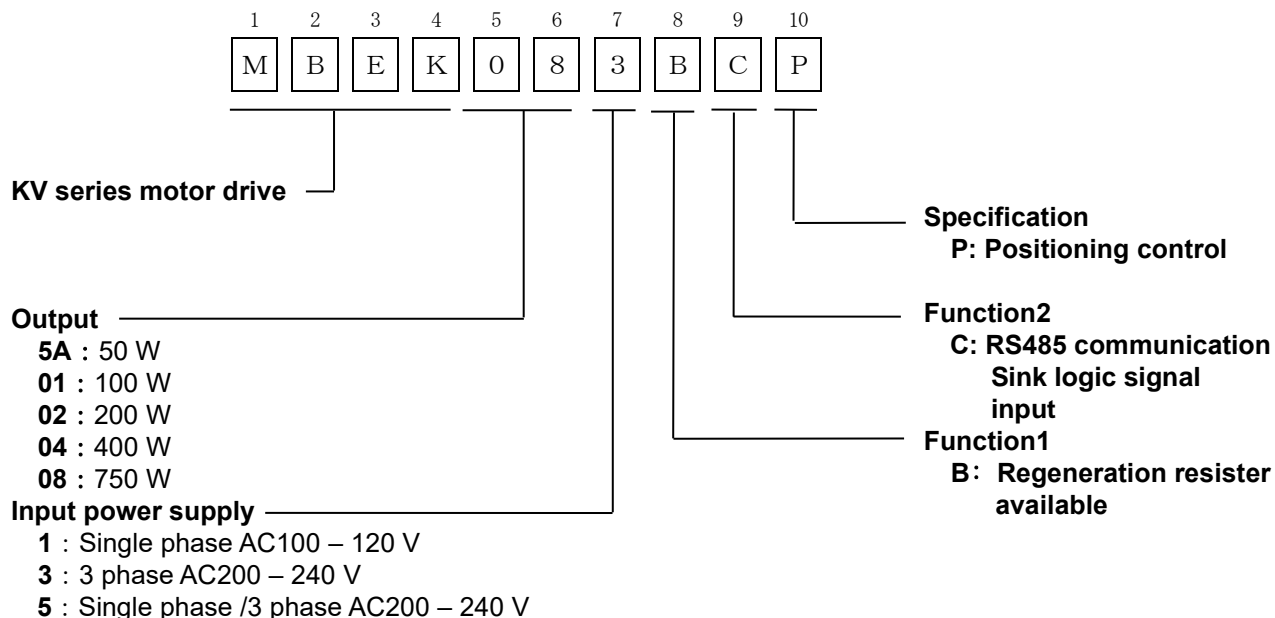 1 2 3 4 5 6 7 8 9 10
M B E K 0 8 3 B C P
KV series motor drive
Specification
P: Positioning control
Output
5A : 50 W
01 : 100 W
02 : 200 W
04 : 400 W
08 : 750 W
Function2
C: RS485 communication
Sink logic signal
input
Function1
B: Regeneration resister
available
Input power supply
1 : Single phase AC100 – 120 V
3 : 3 phase AC200 – 240 V
5 : Single phase /3 phase AC200 – 240 V